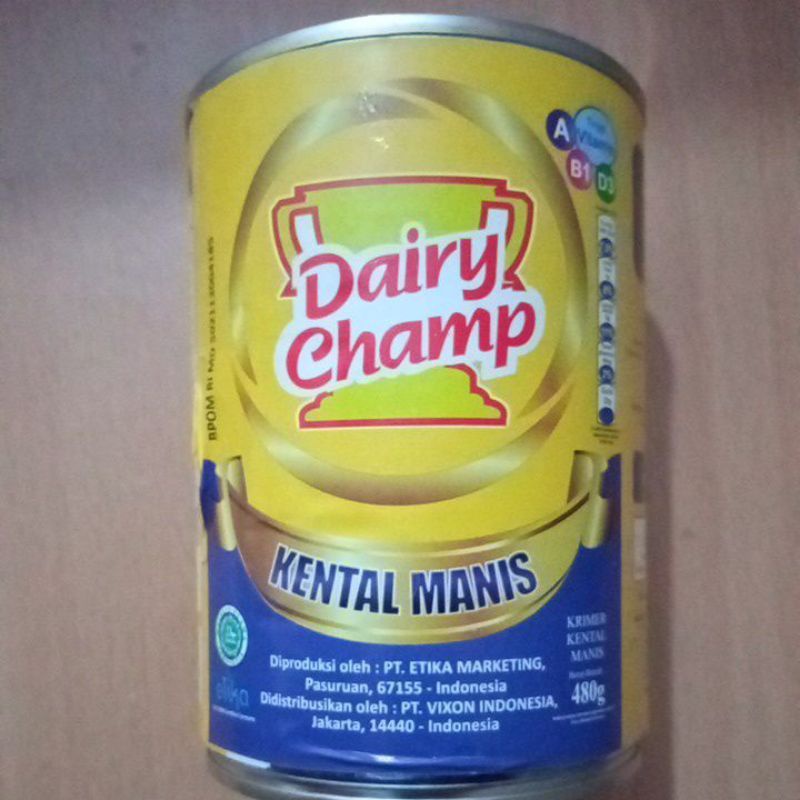 A
B1
D3
BPOM RI MD
Dairy
Champ
KENTAL MANIS
KRIMER
KENTAL
MANIS
480g
Diproduksi oleh : PT. ETIKA MARKETING,
Pasuruan, 67155 - Indonesia
Didistribusikan oleh : PT. VIXON INDONESIA,
Jakarta, 14440 - Indonesia
etika